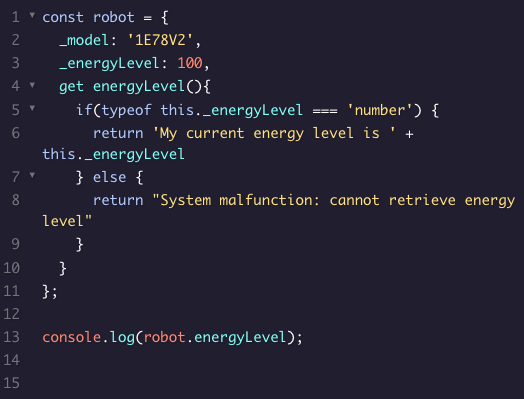 1 const robot = {
2   _model: '1E78V2',
3   _energyLevel: 100,
4   get energyLevel(){
5     if(typeof this._energyLevel === 'number') {
6       return 'My current energy level is ' +
this._energyLevel
7     } else {
8       return "System malfunction: cannot retrieve energy
level"
9     }
10   }
11 };
12
13 console.log(robot.energyLevel);
14
15